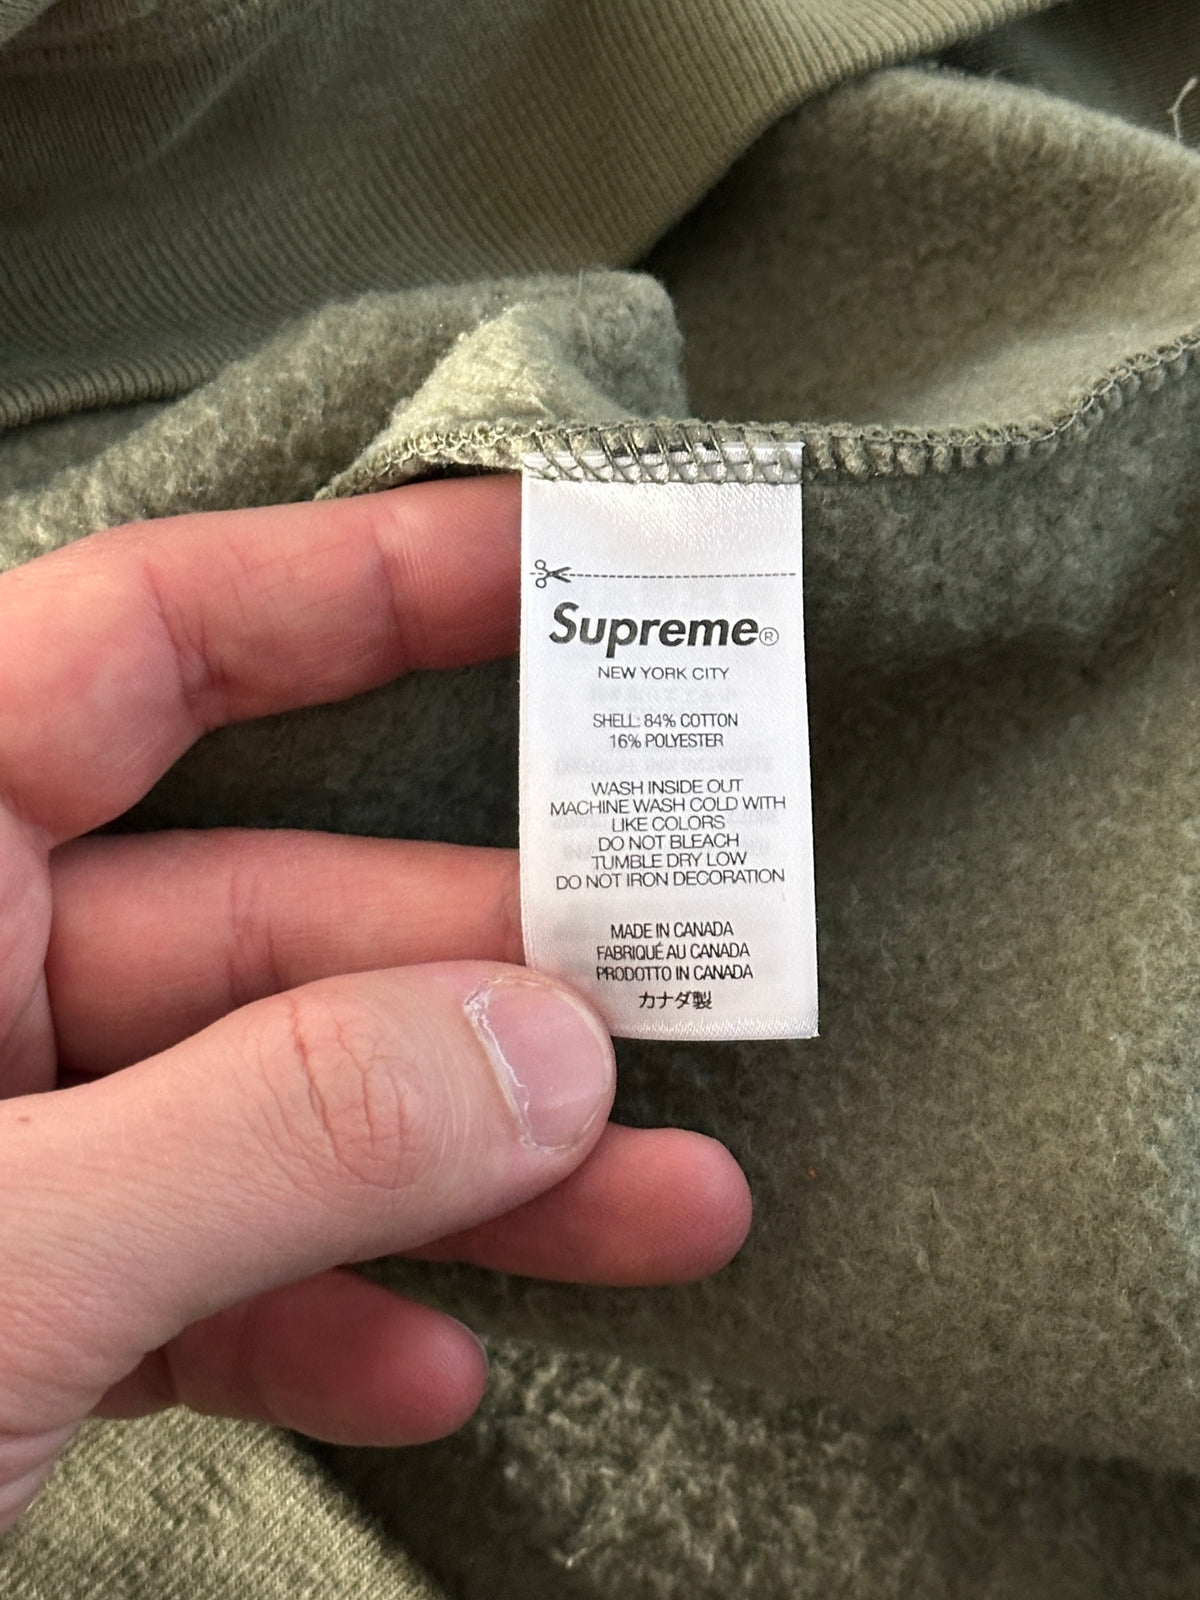 Supreme®
NEW YORK CITY
SHELL: 84% COTTON
16% POLYESTER
WASH INSIDE OUT
MACHINE WASH COLD WITH
LIKE COLORS
DO NOT BLEACH
TUMBLE DRY LOW
DO NOT IRON DECORATION
MADE IN CANADA
FABRIQUÉ AU CANADA
PRODOTTO IN CANADA
カナダ製